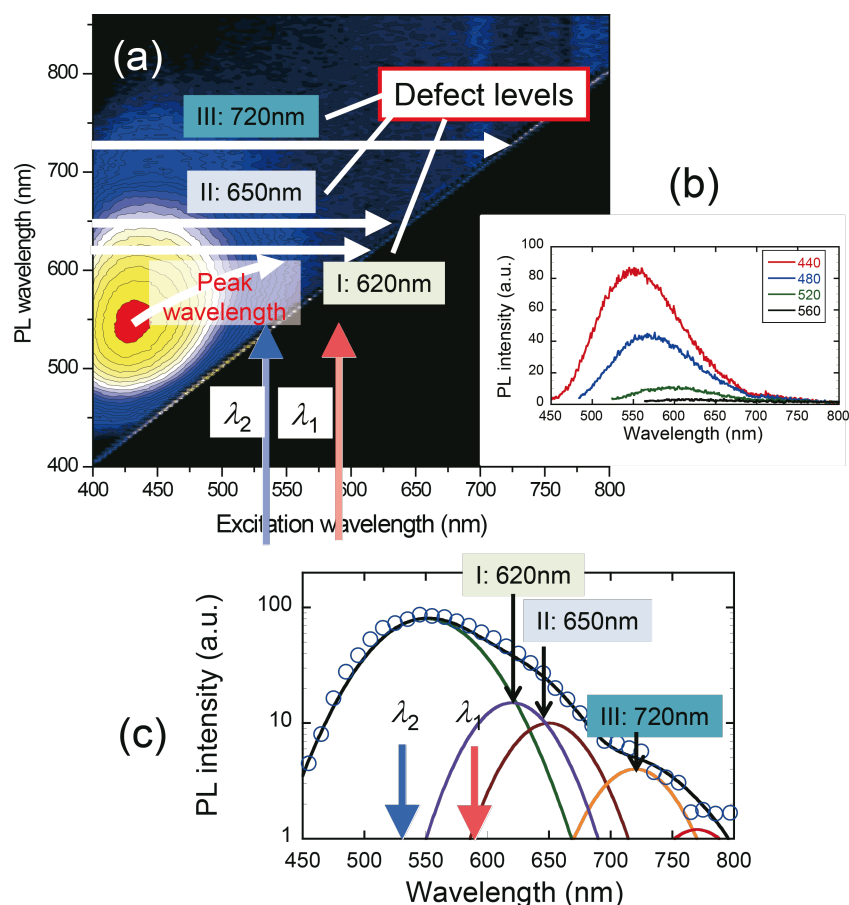 (a)
Defect levels
III: 720nm
II: 650nm
I: 620nm
Peak
wavelength
λ2
λ1
PL wavelength (nm)
800
700
600
500
400
400
450
500
550
600
650
700
750
800
Excitation wavelength (nm)
(b)
PL intensity (a.u.)
100
80
60
40
20
0
440
480
520
560
450
500
550
600
650
700
750
800
Wavelength (nm)
(c)
I: 620nm
II: 650nm
III: 720nm
λ2
λ1
PL intensity (a.u.)
100
10
1
450
500
550
600
650
700
750
800
Wavelength (nm)